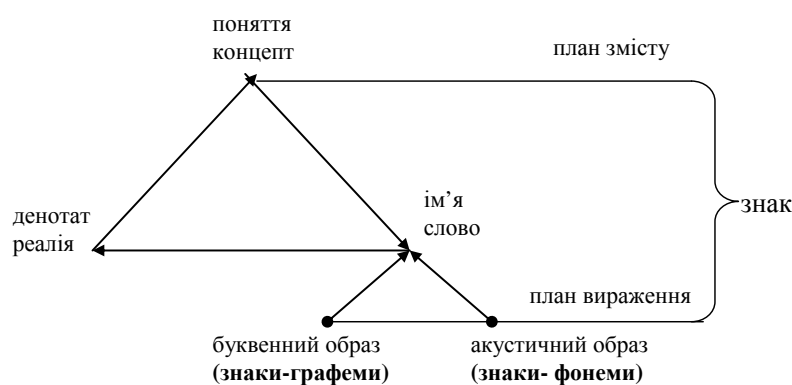 поняття
концепт
план змісту
ім’я
слово
денотат
реалія
знак
план вираження
буквенний образ
(знаки-графеми)
акустичний образ
(знаки- фонеми)